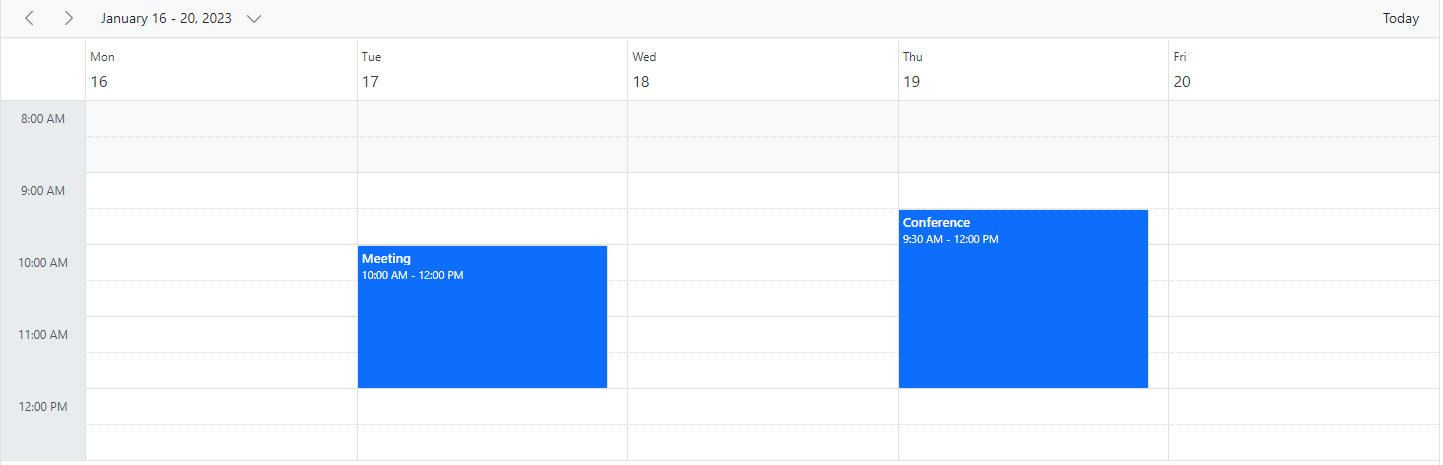 January 16 - 20, 2023
Today
Mon
16
Tue
17
Wed
18
Thu
19
Fri
20
8:00 AM
9:00 AM
Conference
9:30 AM - 12:00 PM
10:00 AM
Meeting
10:00 AM - 12:00 PM
11:00 AM
12:00 PM